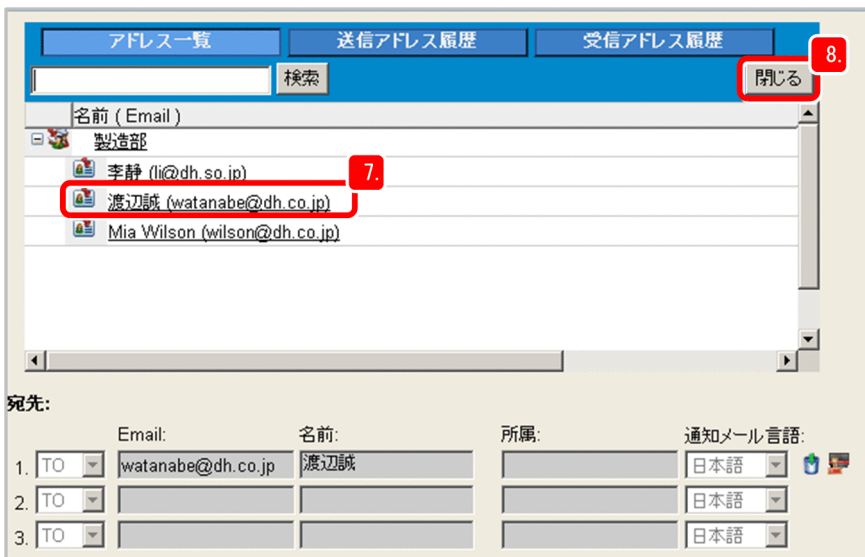 アドレス一覧 送信アドレス履歴 受信アドレス履歴
8.
検索 閉じる
名前 ( Email )
製造部
7.
李静 (li@dh.so.jp)
渡辺誠 (watanabe@dh.co.jp)
Mia Wilson (wilson@dh.co.jp)
宛先:
Email: 名前: 所属: 通知メール言語:
1. TO watanabe@dh.co.jp 渡辺誠 日本語
2. TO 日本語
3. TO 日本語